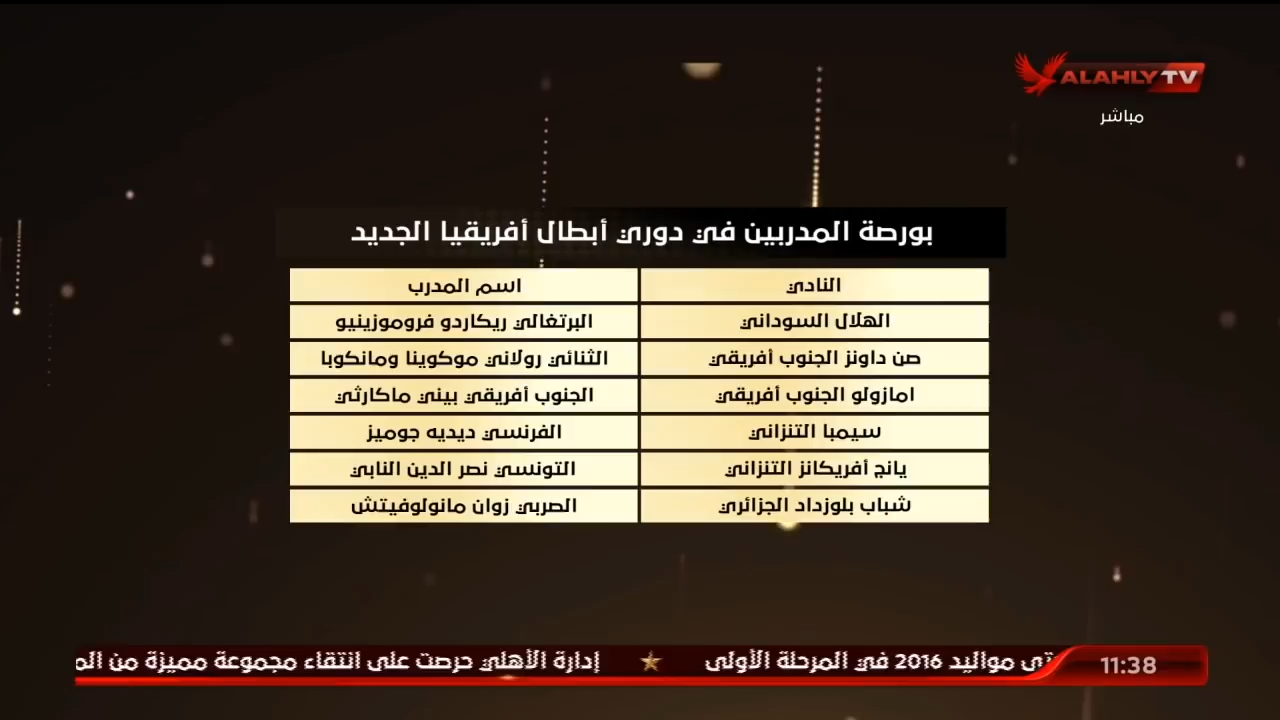 ALAHLY TV
مباشر
بورصة المدربين في دوري أبطال أفريقيا الجديد
النادي اسم المدرب
الهلال السوداني البرتغالي ريكاردو فروموزينيو
صن داونز الجنوب أفريقي الثنائي رولاني موكوينا ومانكوبا
امازولو الجنوب أفريقي الجنوب أفريقي بيني ماكارثي
سيمبا التنزاني الفرنسي ديديه جوميز
يانج أفريكانز التنزاني التونسي نصر الدين النابي
شباب بلوزداد الجزائري الصربي زوان مانولوفيتش
11:38 مواليد 2016 في المرحلة الأولى إدارة الأهلي حرصت على انتقاء مجموعة مميزة من